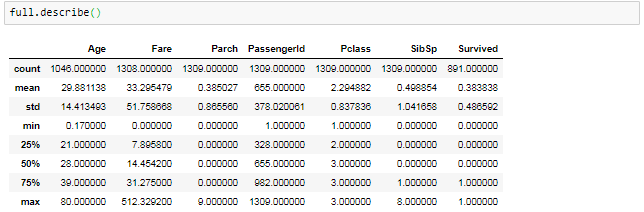 full.describe()
Age Fare Parch PassengerId Pclass SibSp Survived
count 1046.000000 1308.000000 1309.000000 1309.000000 1309.000000 1309.000000 891.000000
mean 29.881138 33.295479 0.385027 655.000000 2.294882 0.498854 0.383838
std 14.413493 51.758668 0.865560 378.020061 0.837836 1.041658 0.486592
min 0.170000 0.000000 0.000000 1.000000 1.000000 0.000000 0.000000
25% 21.000000 7.895800 0.000000 328.000000 2.000000 0.000000 0.000000
50% 28.000000 14.454200 0.000000 655.000000 3.000000 0.000000 0.000000
75% 39.000000 31.275000 0.000000 982.000000 3.000000 1.000000 1.000000
max 80.000000 512.329200 9.000000 1309.000000 3.000000 8.000000 1.000000